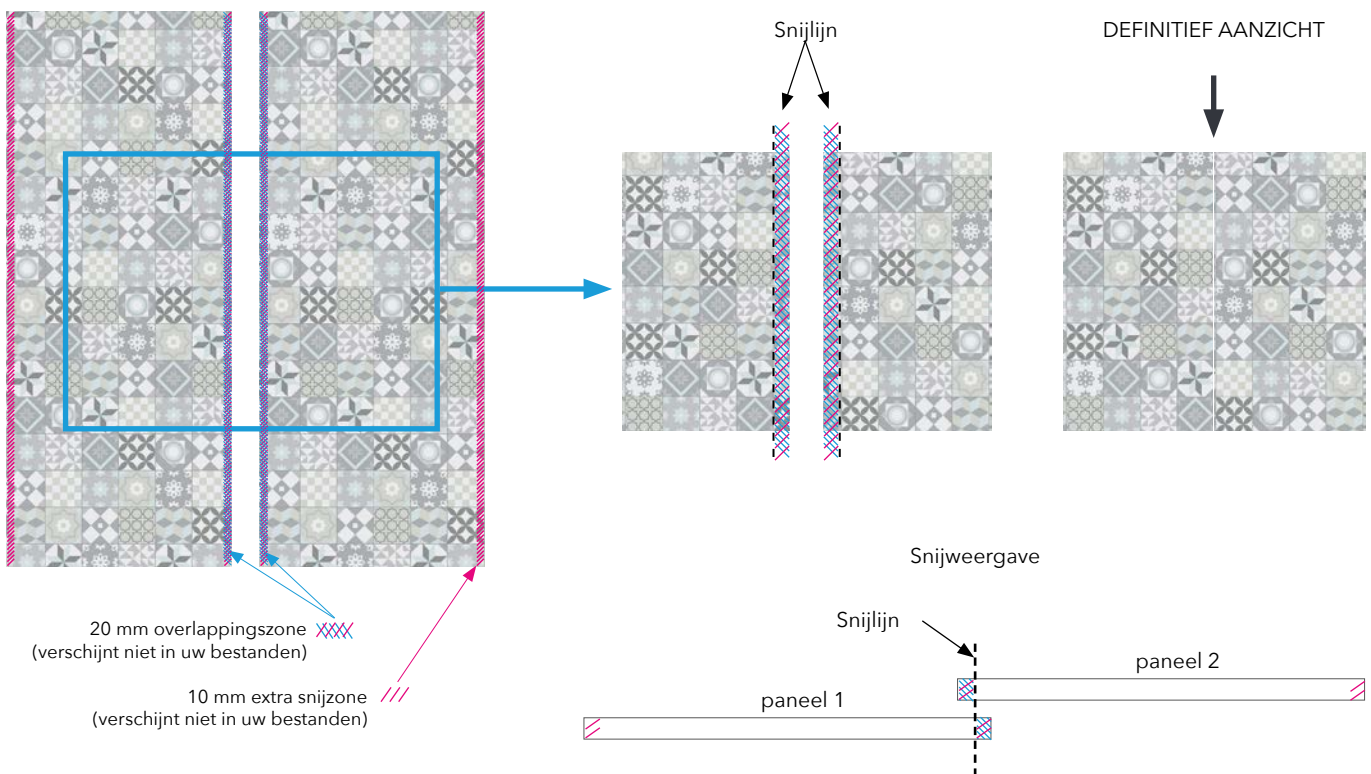 Snijlijn
DEFINITIEF AANZICHT
20 mm overlappingszone
(verschijnt niet in uw bestanden)
10 mm extra snijzone
(verschijnt niet in uw bestanden)
Snijweergave
Snijlijn
paneel 2
paneel 1